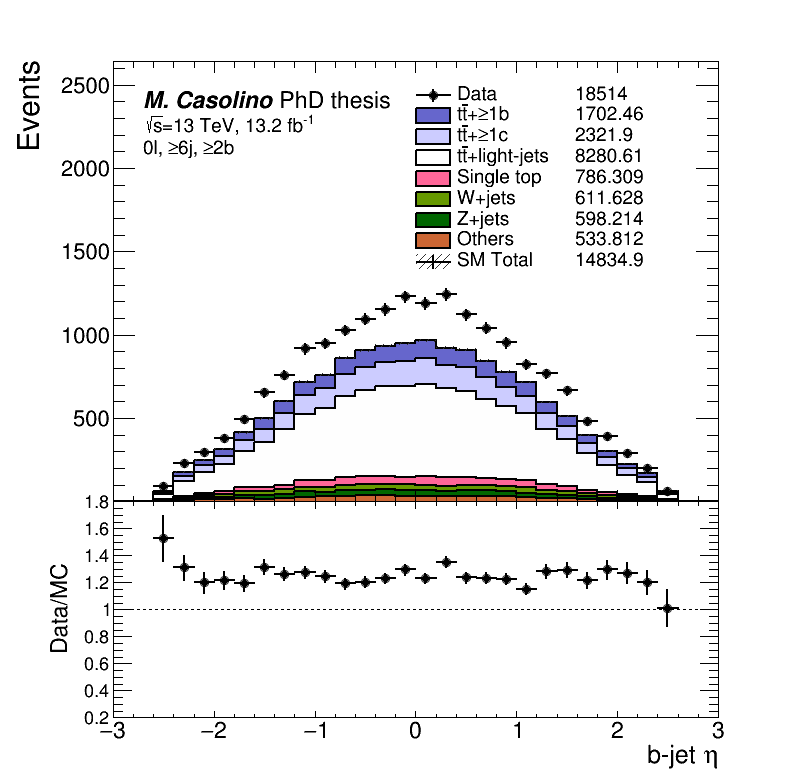 Events
2500
2000
1500
1000
500
M. Casolino PhD thesis
√s=13 TeV, 13.2 fb⁻¹
0l, ≥6j, ≥2b
Data 18514
tt̄+≥1b 1702.46
tt̄+≥1c 2321.9
tt̄+light-jets 8280.61
Single top 786.309
W+jets 611.628
Z+jets 598.214
Others 533.812
SM Total 14834.9
Data/MC
1.8
1.6
1.4
1.2
1
0.8
0.6
0.4
0.2
−3 −2 −1 0 1 2 3
b-jet η